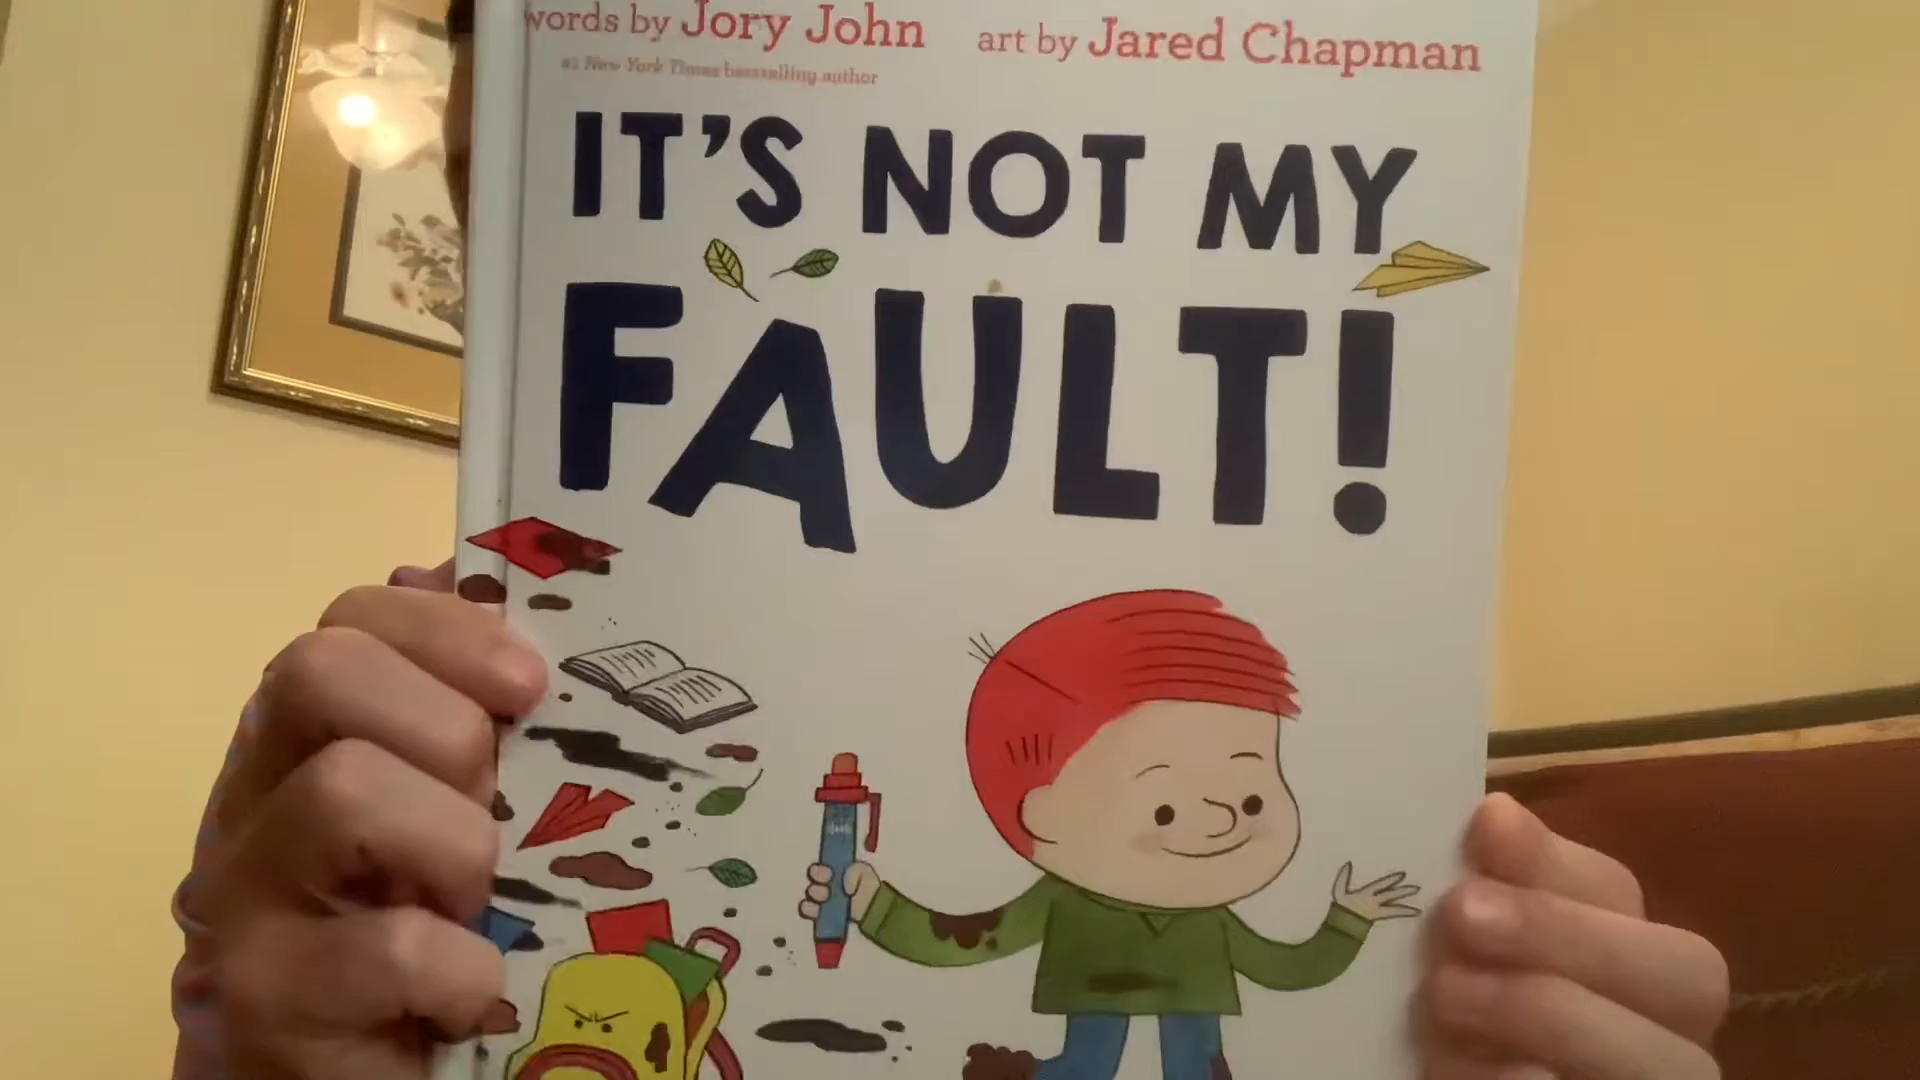 words by Jory John art by Jared Chapman
#1 New York Times bestselling author
IT'S NOT MY
FAULT!